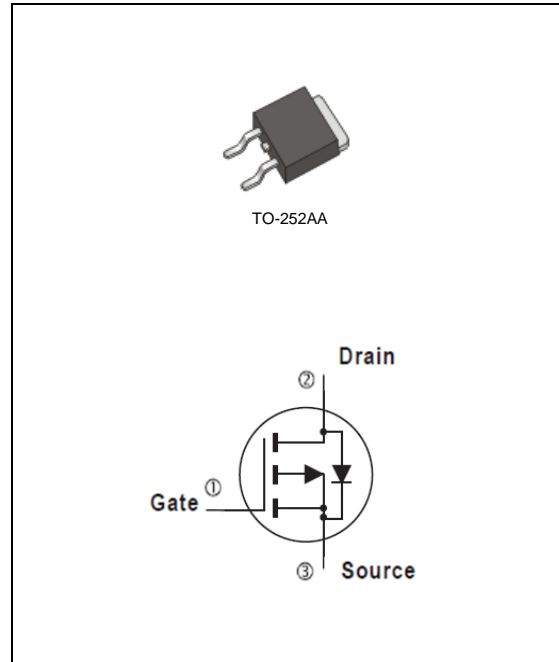 TO-252AA
Drain
②
Gate ①
③ Source